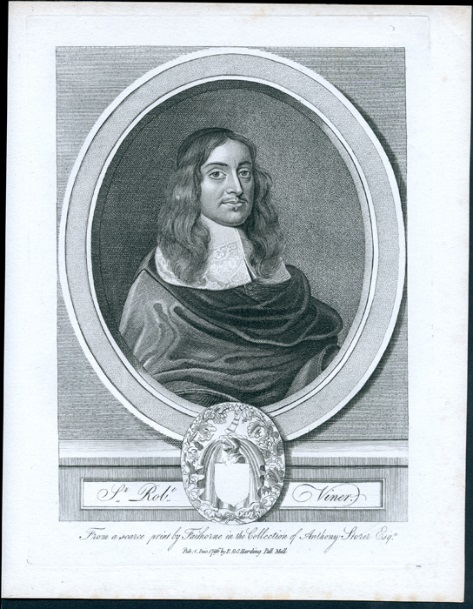 Sr. Robt. Viner.
From a scarce print by Faithorne in the Collection of Anthony Storer Esqr.
Pub. 1, Dec. 1796 by E. & S. Harding Pall Mall.